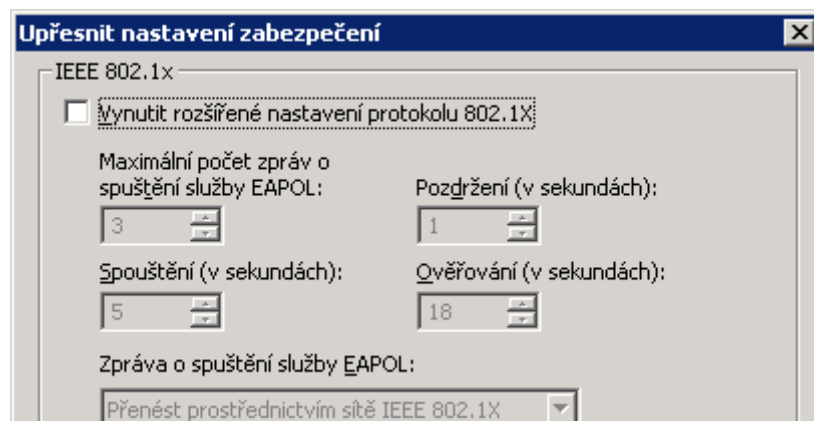 Upřesnit nastavení zabezpečení
IEEE 802.1x
Vynutit rozšířené nastavení protokolu 802.1X
Maximální počet zpráv o
spuštění služby EAPOL:
Pozdržení (v sekundách):
3
1
Spouštění (v sekundách):
Ověřování (v sekundách):
5
18
Zpráva o spuštění služby EAPOL:
Přenést prostřednictvím sítě IEEE 802.1X